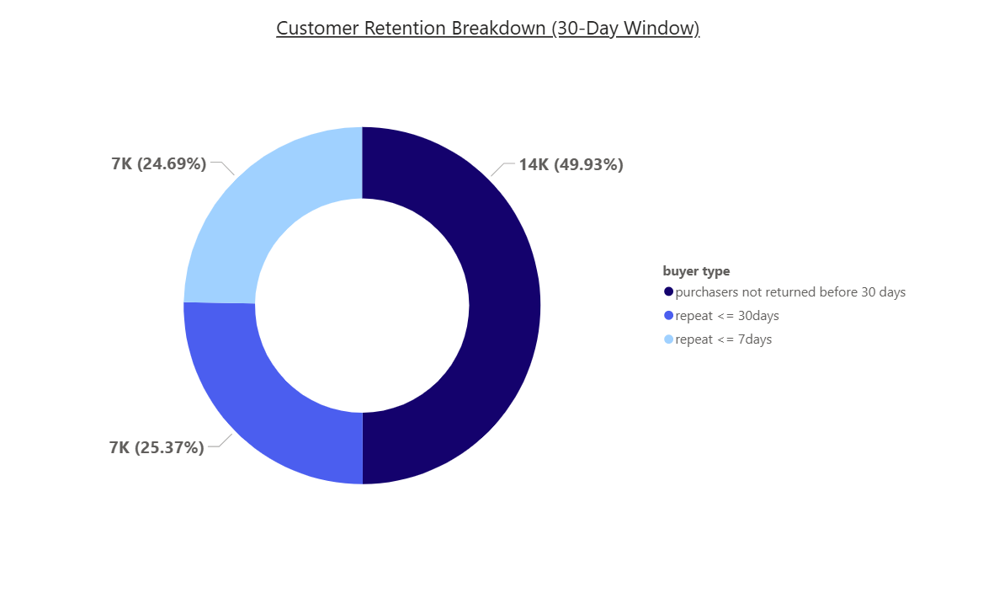 Customer Retention Breakdown (30-Day Window)
7K (24.69%)
14K (49.93%)
7K (25.37%)
buyer type
purchasers not returned before 30 days
repeat <= 30days
repeat <= 7days